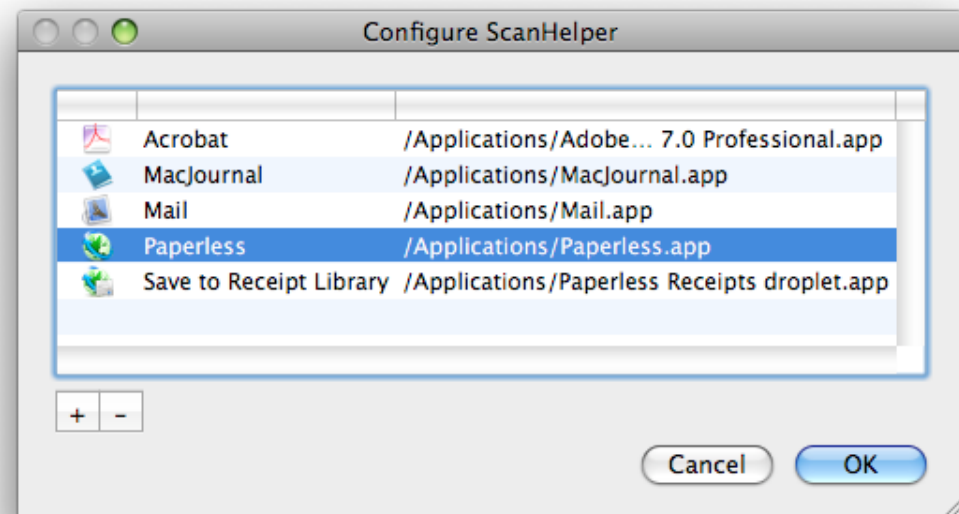 Configure ScanHelper
Acrobat /Applications/Adobe... 7.0 Professional.app
MacJournal /Applications/MacJournal.app
Mail /Applications/Mail.app
Paperless /Applications/Paperless.app
Save to Receipt Library /Applications/Paperless Receipts droplet.app
+ -
Cancel OK